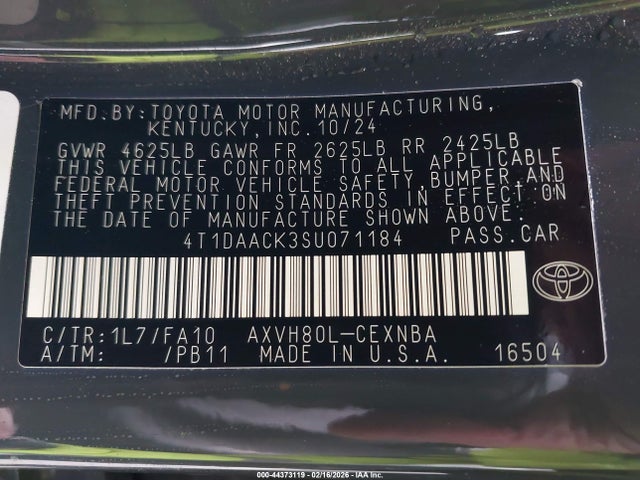 MFD.BY:TOYOTA MOTOR MANUFACTURING,
KENTUCKY,INC.10/24
GVWR 4625LB GAWR FR 2625LB RR 2425LB
THIS VEHICLE CONFORMS TO ALL APPLICABLE
FEDERAL MOTOR VEHICLE SAFETY,BUMPER,AND
THEFT PREVENTION STANDARDS IN EFFECT ON
THE DATE OF MANUFACTURE SHOWN ABOVE.
4T1DAACK3SU071184 PASS.CAR
C/TR:1L7/FA10 AXVH80L-CEXNBA
A/TM: /PB11 MADE IN U.S.A. 16504
000-44373119 - 02/16/2026 - IAA Inc.